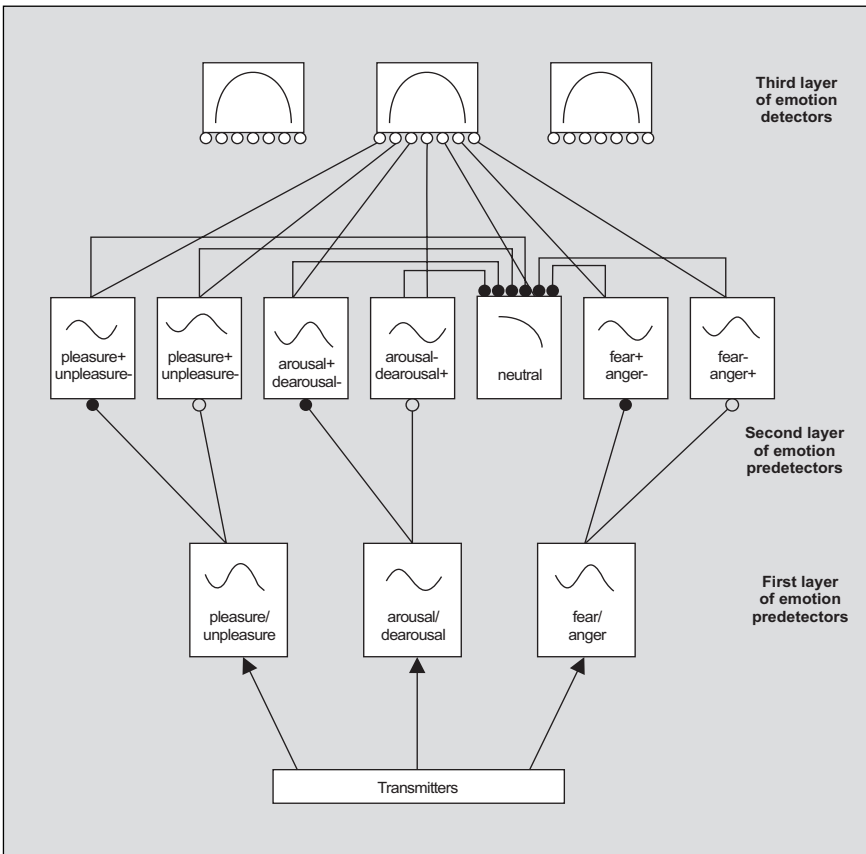 Third layer
of emotion
detectors
pleasure+
unpleasure-
pleasure+
unpleasure-
arousal+
dearousal-
arousal-
dearousal+
neutral
fear+
anger-
fear-
anger+
Second layer
of emotion
predetectors
pleasure/
unpleasure
arousal/
dearousal
fear/
anger
First layer
of emotion
predetectors
Transmitters